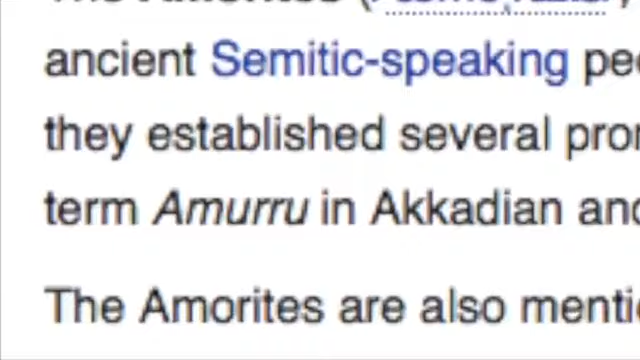 ancient Semitic-speaking
they established several
term Amurru in Akkadian
The Amorites are also